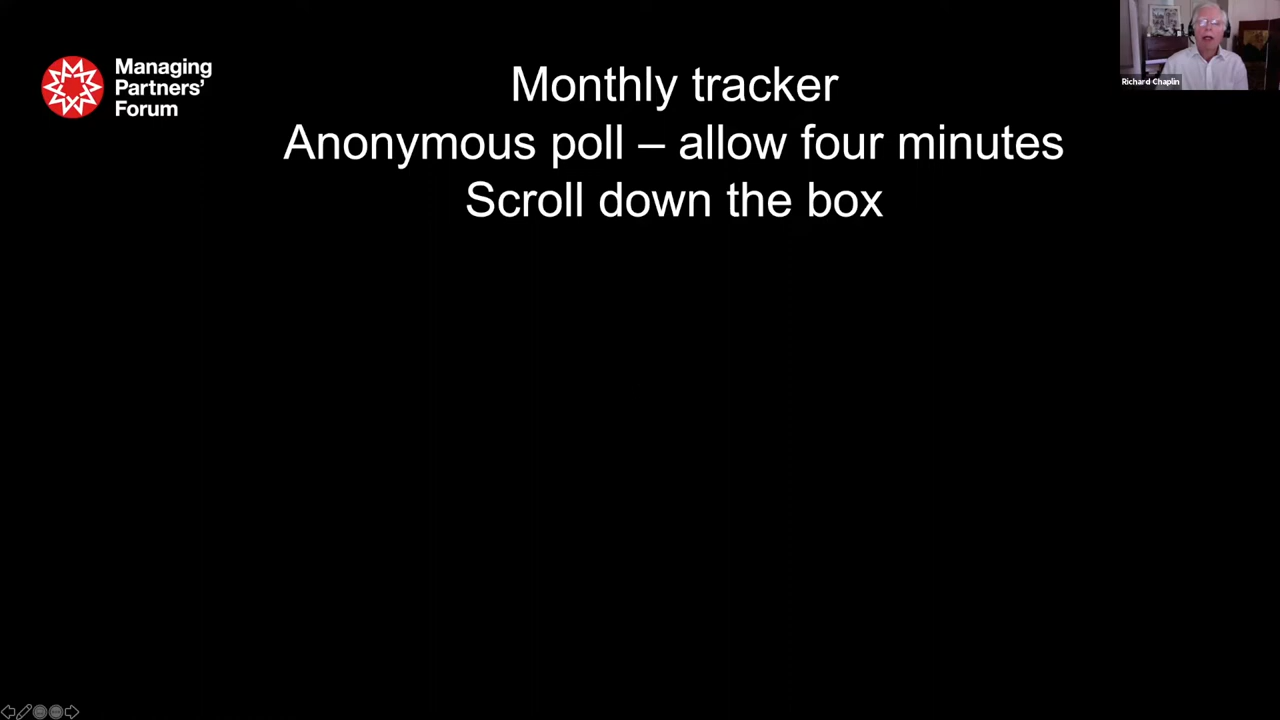 Managing
Partners'
Forum
Monthly tracker
Anonymous poll – allow four minutes
Scroll down the box
Richard Chaplin